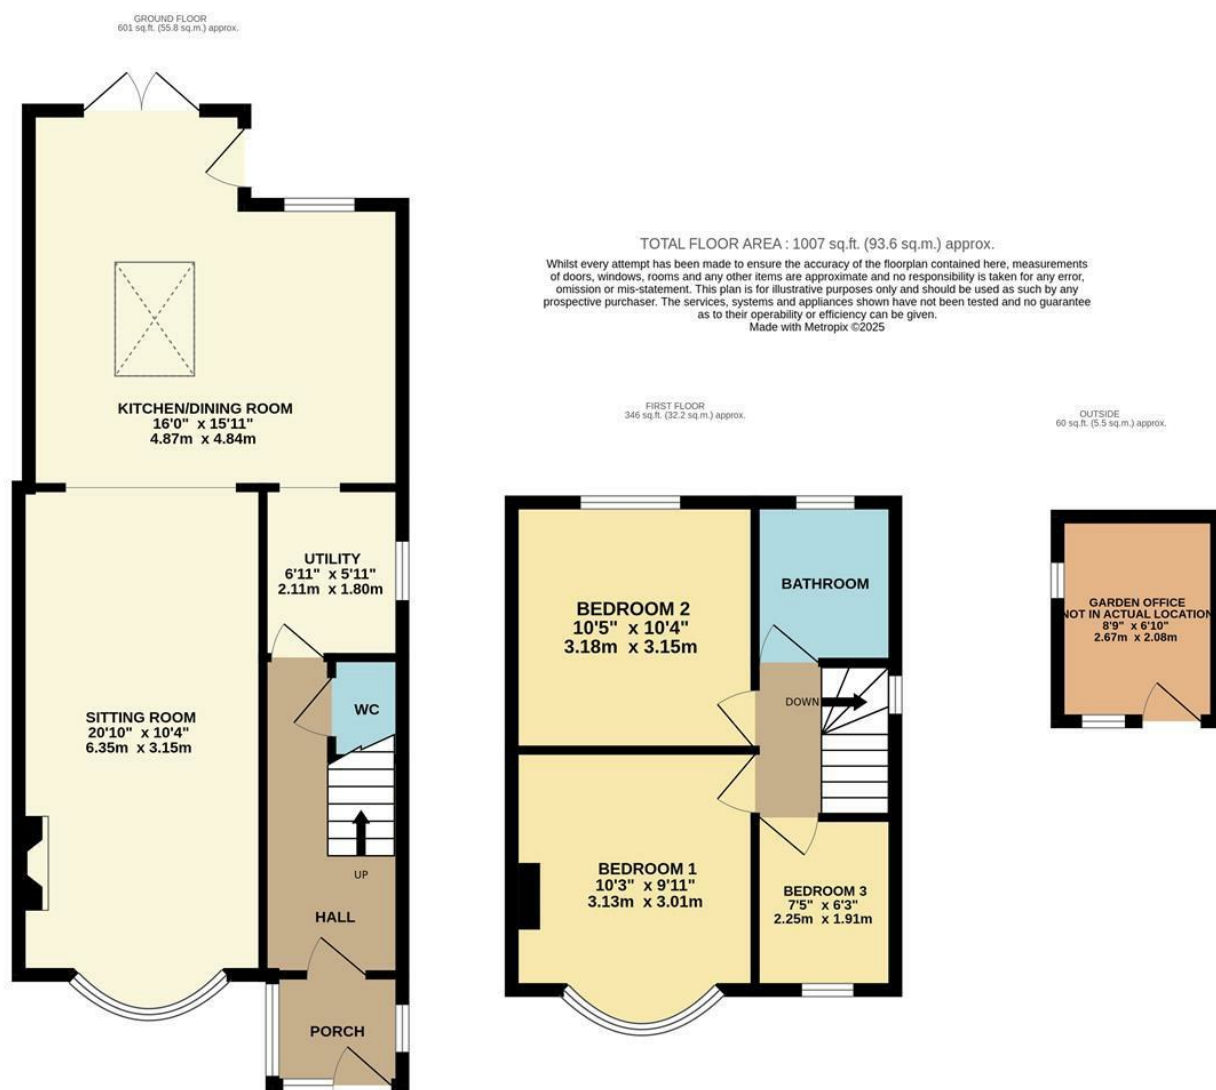 GROUND FLOOR
601 sq.ft. (55.8 sq.m.) approx.
TOTAL FLOOR AREA : 1007 sq.ft. (93.6 sq.m.) approx.
Whilst every attempt has been made to ensure the accuracy of the floorplan contained here, measurements
of doors, windows, rooms and any other items are approximate and no responsibility is taken for any error,
omission or mis-statement. This plan is for illustrative purposes only and should be used as such by any
prospective purchaser. The services, systems and appliances shown have not been tested and no guarantee
as to their operability or efficiency can be given.
Made with Metropix ©2025
KITCHEN/DINING ROOM
16'0" x 15'11"
4.87m x 4.84m
UTILITY
6'11" x 5'11"
2.11m x 1.80m
SITTING ROOM
20'10" x 10'4"
6.35m x 3.15m
WC
UP
HALL
PORCH
FIRST FLOOR
346 sq.ft. (32.2 sq.m.) approx.
BEDROOM 2
10'5" x 10'4"
3.18m x 3.15m
BATHROOM
DOWN
BEDROOM 1
10'3" x 9'11"
3.13m x 3.01m
BEDROOM 3
7'5" x 6'3"
2.25m x 1.91m
OUTSIDE
60 sq.ft. (5.5 sq.m.) approx.
GARDEN OFFICE
NOT IN ACTUAL LOCATION
8'9" x 6'10"
2.67m x 2.08m